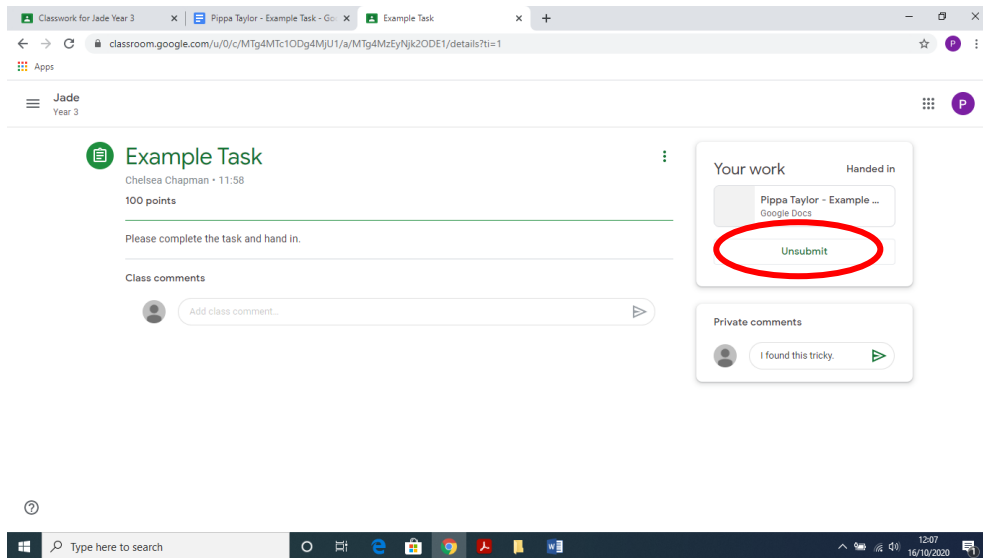 Classwork for Jade Year 3
Pippa Taylor - Example Task - Go
Example Task
classroom.google.com/u/0/c/MTg4MTc1ODg4MjU1/a/MTg4MzEyNjk2ODE1/details?ti=1
P
Apps
Jade
Year 3
P
Example Task
Chelsea Chapman • 11:58
100 points
Please complete the task and hand in.
Class comments
Add class comment...
Your work
Handed in
Pippa Taylor - Example ...
Google Docs
Unsubmit
Private comments
I found this tricky.
Type here to search
12:07
16/10/2020